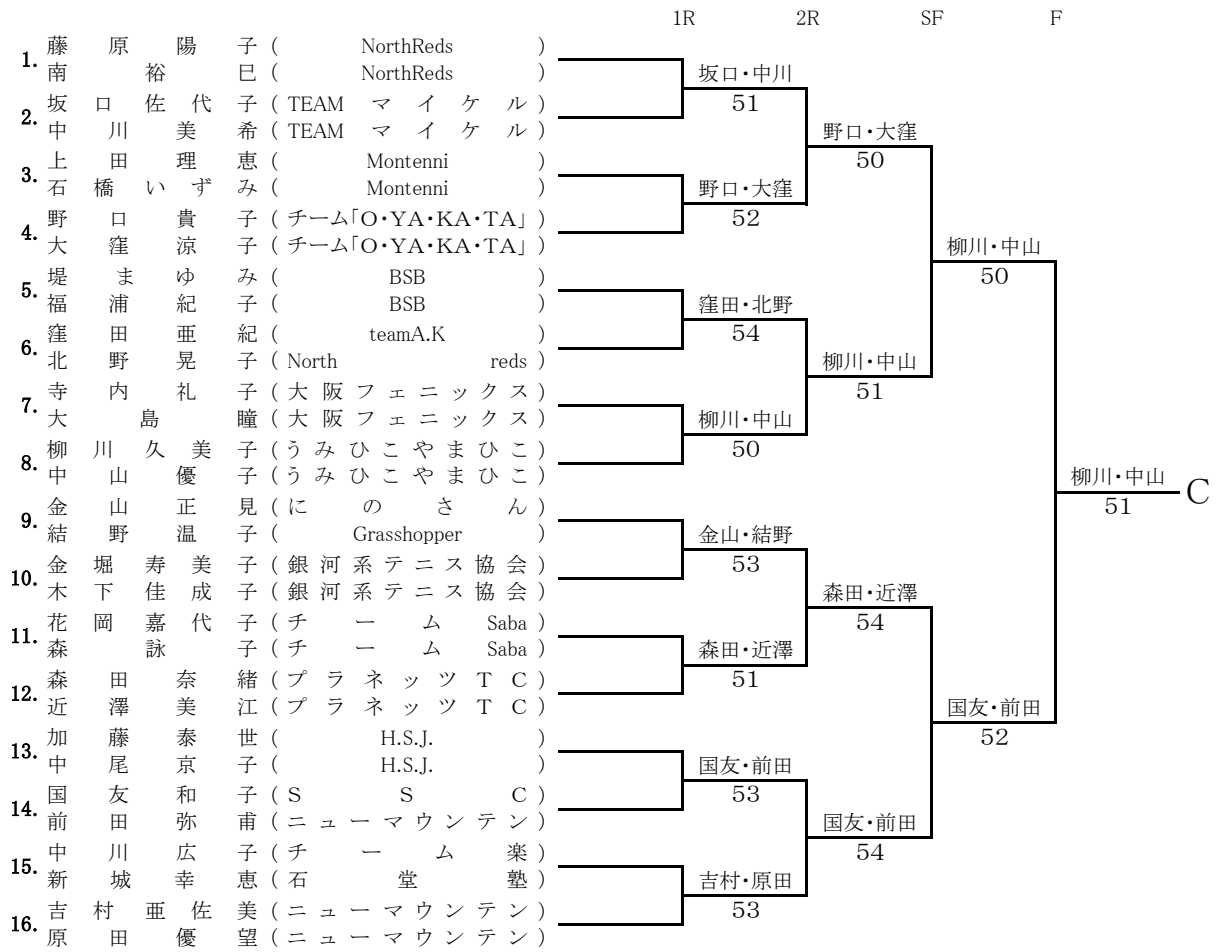 1R 2R SF F
1. 藤原陽子(NorthReds)
南裕巳(NorthReds)
坂口・中川
51
2. 坂口佐代子(TEAMマイケル)
中川美希(TEAMマイケル)
野口・大窪
50
3. 上田理恵(Montenni)
石橋いずみ(Montenni)
野口・大窪
52
4. 野口貴子(チーム「O・YA・KA・TA」)
大窪涼子(チーム「O・YA・KA・TA」)
柳川・中山
50
5. 堤まゆみ(BSB)
福浦紀子(BSB)
窪田・北野
54
6. 窪田亜紀(teamA.K)
北野晃子(North reds)
柳川・中山
51
7. 寺内礼子(大阪フェニックス)
大島瞳(大阪フェニックス)
柳川・中山
50
8. 柳川久美子(うみひこやまひこ)
中山優子(うみひこやまひこ)
柳川・中山
51
C
9. 金山正見(にのさん)
結野温子(Grasshopper)
金山・結野
53
10. 金堀寿美子(銀河系テニス協会)
木下佳成子(銀河系テニス協会)
森田・近澤
54
11. 花岡嘉代子(チームSaba)
森詠子(チームSaba)
森田・近澤
51
12. 森田奈緒(プラネッツTC)
近澤美江(プラネッツTC)
国友・前田
52
13. 加藤泰世(H.S.J.)
中尾京子(H.S.J.)
国友・前田
53
14. 国友和子(SSC)
前田弥甫(ニューマウンテン)
国友・前田
54
15. 中川広子(チーム楽)
新城幸恵(石堂塾)
吉村・原田
53
16. 吉村亜佐美(ニューマウンテン)
原田優望(ニューマウンテン)